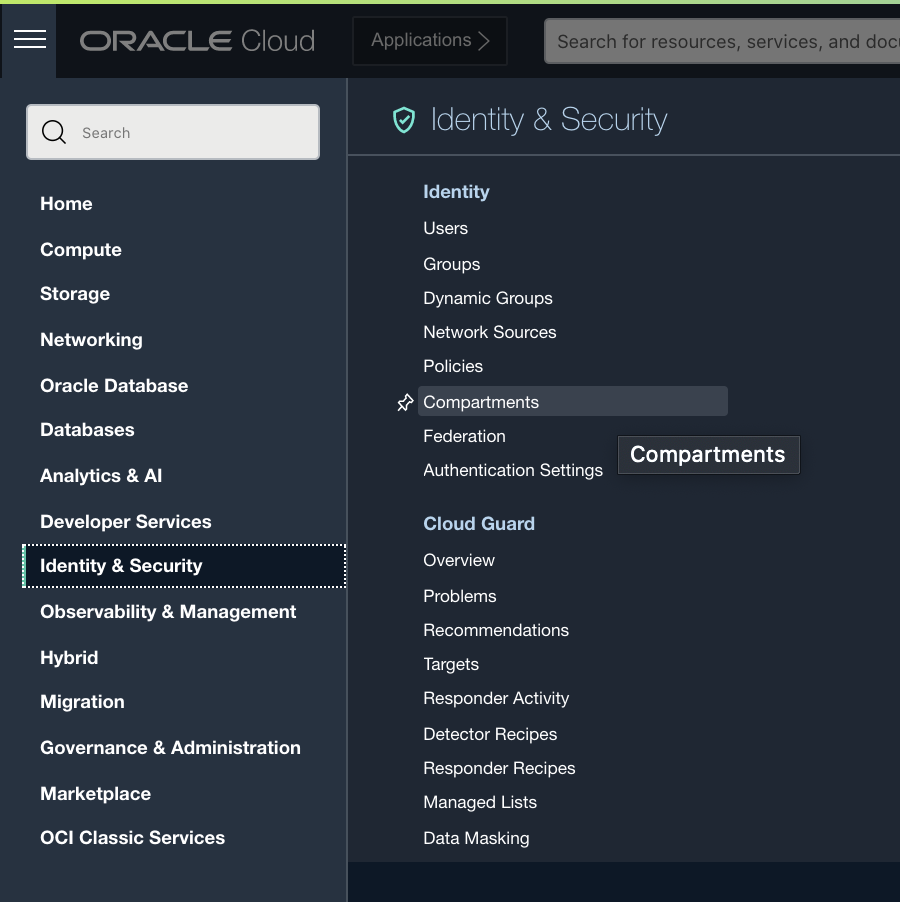 ORACLE Cloud
Applications
Search for resources, services, and
Search
Home
Compute
Storage
Networking
Oracle Database
Databases
Analytics & AI
Developer Services
Identity & Security
Observability & Management
Hybrid
Migration
Governance & Administration
Marketplace
OCI Classic Services
Identity & Security
Identity
Users
Groups
Dynamic Groups
Network Sources
Policies
Compartments
Federation
Authentication Settings
Compartments
Cloud Guard
Overview
Problems
Recommendations
Targets
Responder Activity
Detector Recipes
Responder Recipes
Managed Lists
Data Masking